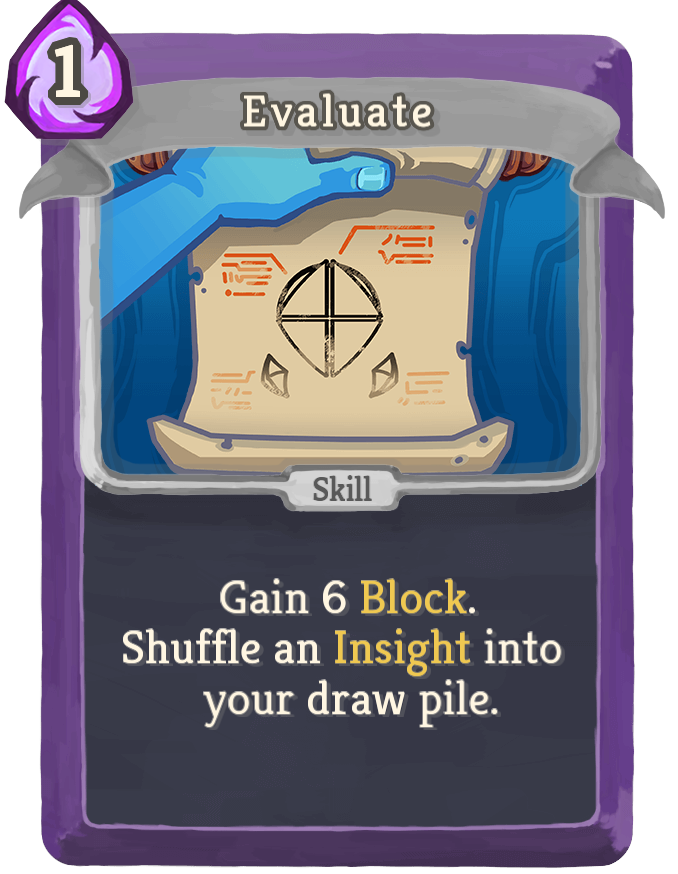 1
Evaluate
Skill
Gain 6 Block.
Shuffle an Insight into
your draw pile.